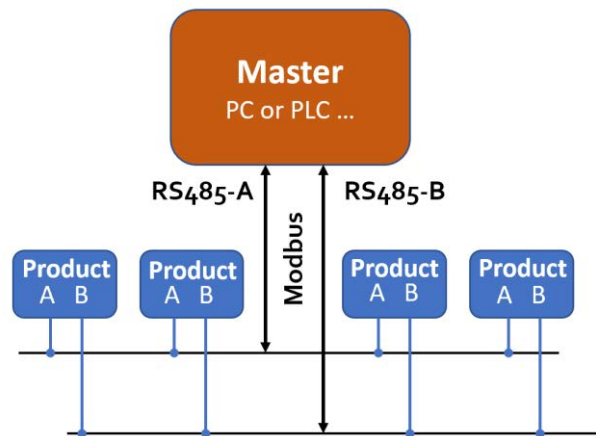 Master
PC or PLC ...
RS485-A
RS485-B
Modbus
Product
A B
Product
A B
Product
A B
Product
A B